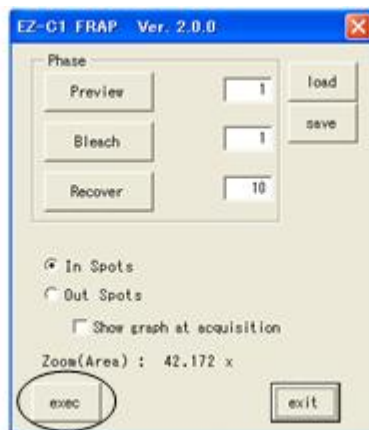 EZ-C1 FRAP Ver. 2.0.0
Phase
Preview 1 load
Bleach 1 save
Recover 10
In Spots
Out Spots
Show graph at acquisition
Zoom(Area) : 42.172 x
exec exit